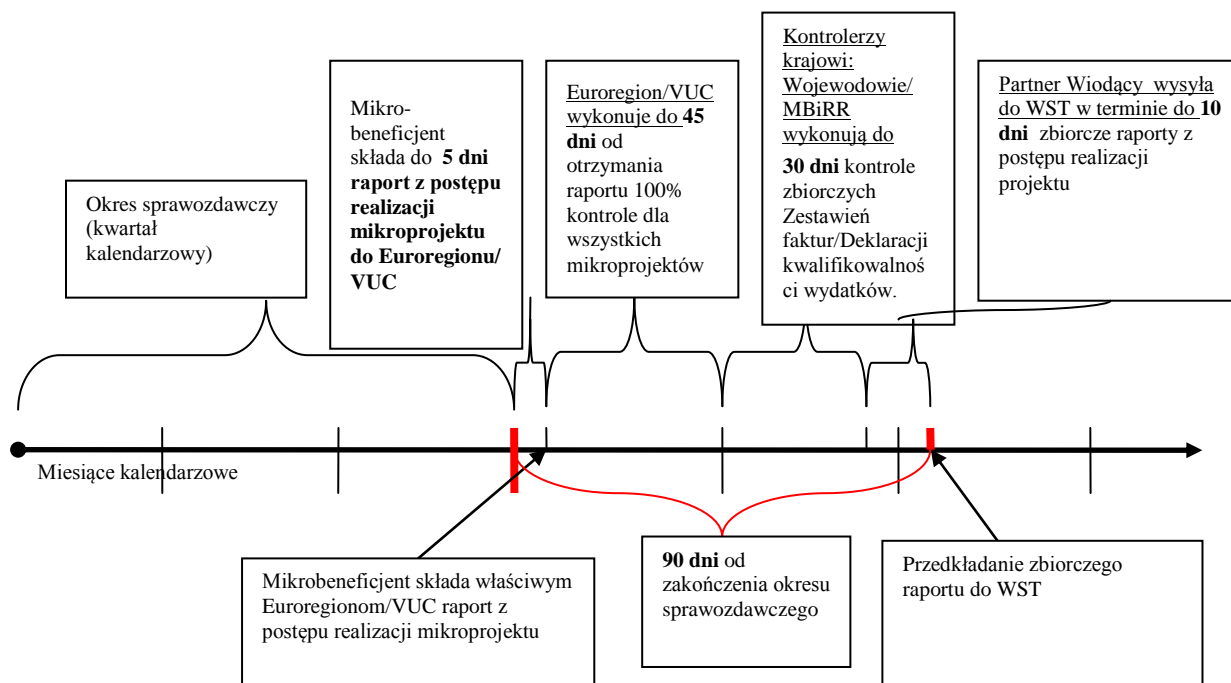 Okres sprawozdawczy
(kwartał
kalendarzowy)
Mikro-
beneficjent
składa do 5 dni
raport z postępu
realizacji
mikroprojektu
do Euroregionu/
VUC
Euroregion/VUC
wykonuje do 45
dni od
otrzymania
raportu 100%
kontrole dla
wszystkich
mikroprojektów
Kontrolerzy
krajowi:
Wojewodowie/
MBiRR
wykonują do
30 dni kontrole
zbiorczych
Zestawień
faktur/Deklaracji
kwalifikowalnoś
ci wydatków.
Partner Wiodący wysyła
do WST w terminie do 10
dni zbiorcze raporty z
postępu realizacji
projektu
Miesiące kalendarzowe
Mikrobeneficjent składa właściwym
Euroregionom/VUC raport z
postępu realizacji mikroprojektu
90 dni od
zakończenia okresu
sprawozdawczego
Przedkładanie zbiorczego
raportu do WST